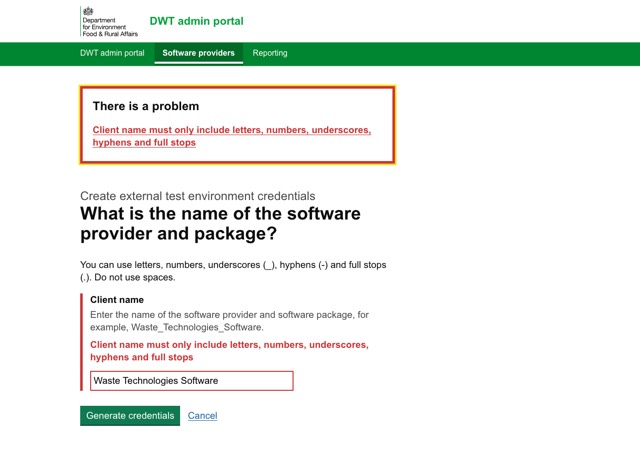 Department
for Environment
Food & Rural Affairs
DWT admin portal
DWT admin portal
Software providers
Reporting
There is a problem
Client name must only include letters, numbers, underscores,
hyphens and full stops
Create external test environment credentials
What is the name of the software
provider and package?
You can use letters, numbers, underscores (_), hyphens (-) and full stops
(.). Do not use spaces.
Client name
Enter the name of the software provider and software package, for
example, Waste_Technologies_Software.
Client name must only include letters, numbers, underscores,
hyphens and full stops
Waste Technologies Software
Generate credentials
Cancel